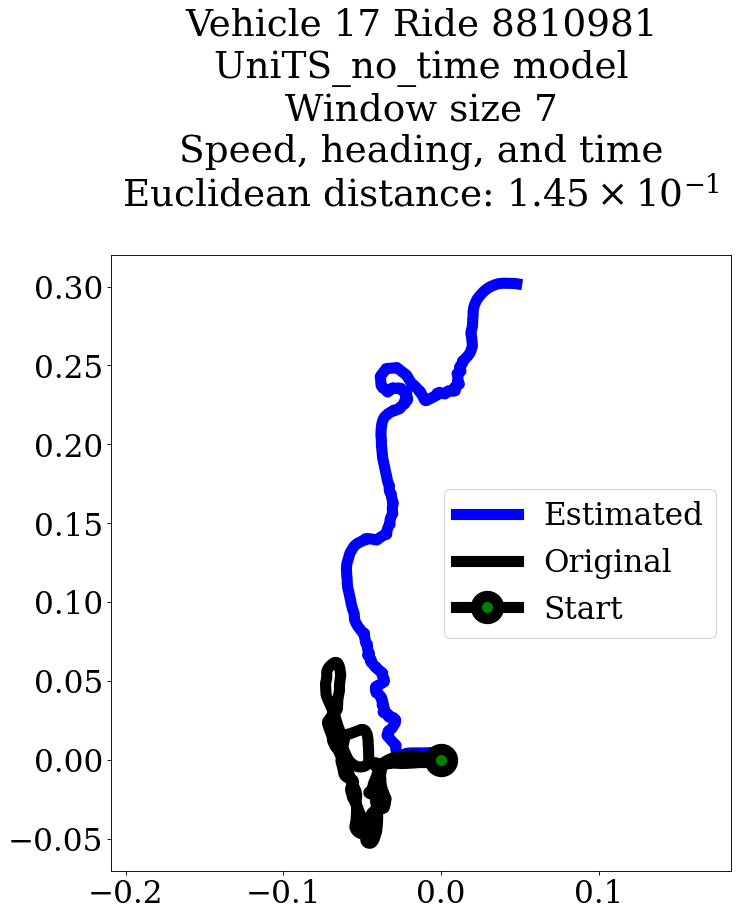 Vehicle 17 Ride 8810981
UniTS_no_time model
Window size 7
Speed, heading, and time
Euclidean distance: 1.45 × 10⁻¹
0.30
0.25
0.20
0.15
0.10
0.05
0.00
−0.05
−0.2 −0.1 0.0 0.1
Estimated
Original
Start